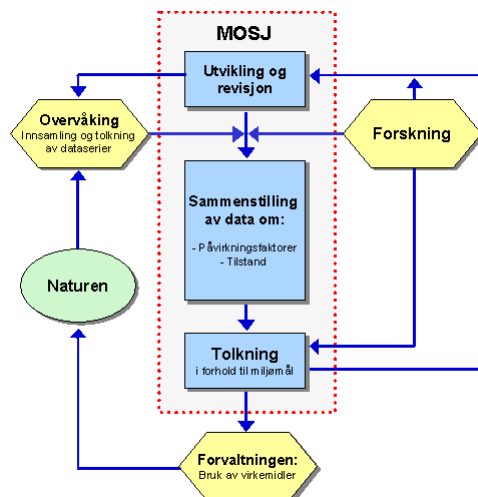 MOSJ
Utvikling og
revisjon
Overvåking
Innsamling og tolkning
av dataserier
Forskning
Sammenstilling
av data om:
- Påvirkningsfaktorer
- Tilstand
Naturen
Tolkning
i forhold til miljømål
Forvaltningen:
Bruk av virkemidler